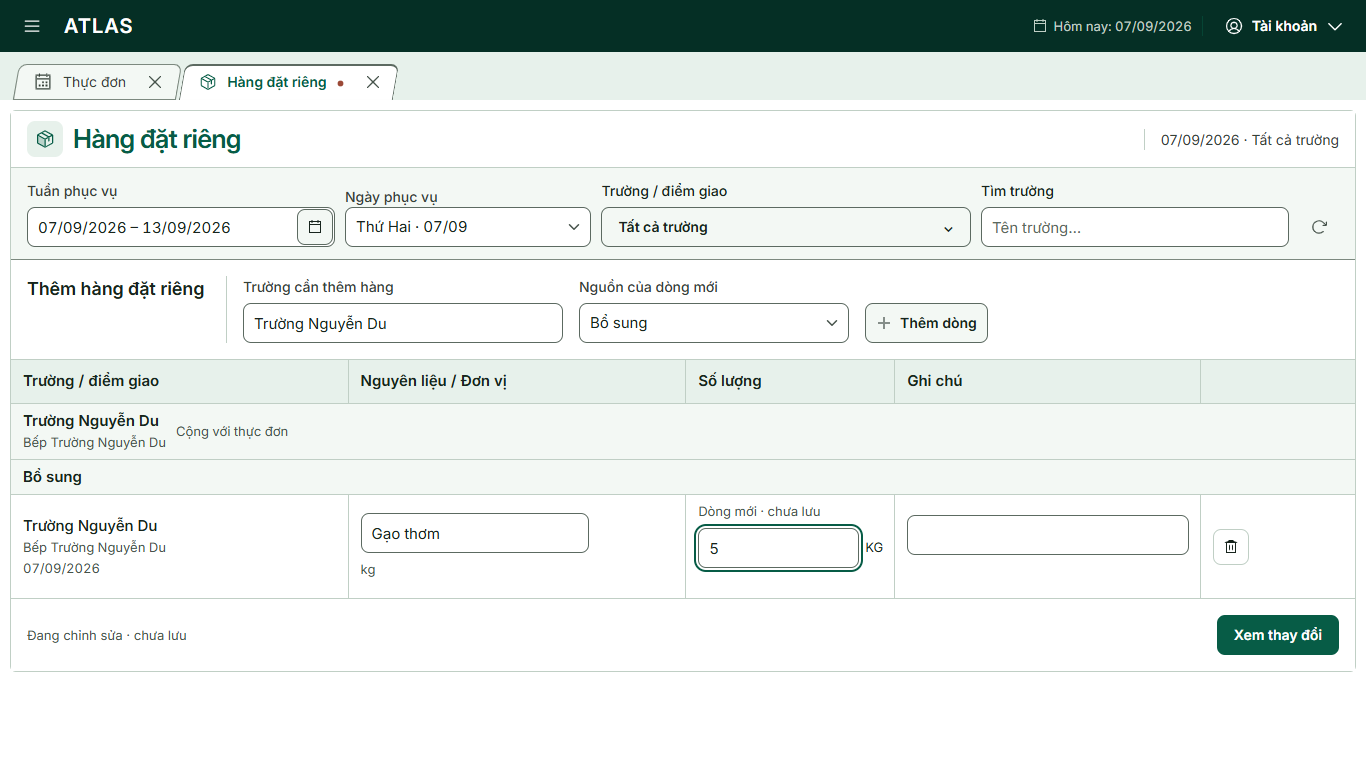 ATLAS
Hôm nay: 07/09/2026
Tài khoản
Thực đơn
Hàng đặt riêng
Hàng đặt riêng
07/09/2026 · Tất cả trường
Tuần phục vụ
Ngày phục vụ
Trường / điểm giao
Tìm trường
07/09/2026 – 13/09/2026
Thứ Hai · 07/09
Tất cả trường
Tên trường...
Thêm hàng đặt riêng
Trường cần thêm hàng
Nguồn của dòng mới
Trường Nguyễn Du
Bổ sung
Thêm dòng
Trường / điểm giao
Nguyên liệu / Đơn vị
Số lượng
Ghi chú
Trường Nguyễn Du
Bếp Trường Nguyễn Du
Cộng với thực đơn
Bổ sung
Trường Nguyễn Du
Bếp Trường Nguyễn Du
07/09/2026
Gạo thơm
kg
Dòng mới · chưa lưu
5
KG
Đang chỉnh sửa · chưa lưu
Xem thay đổi